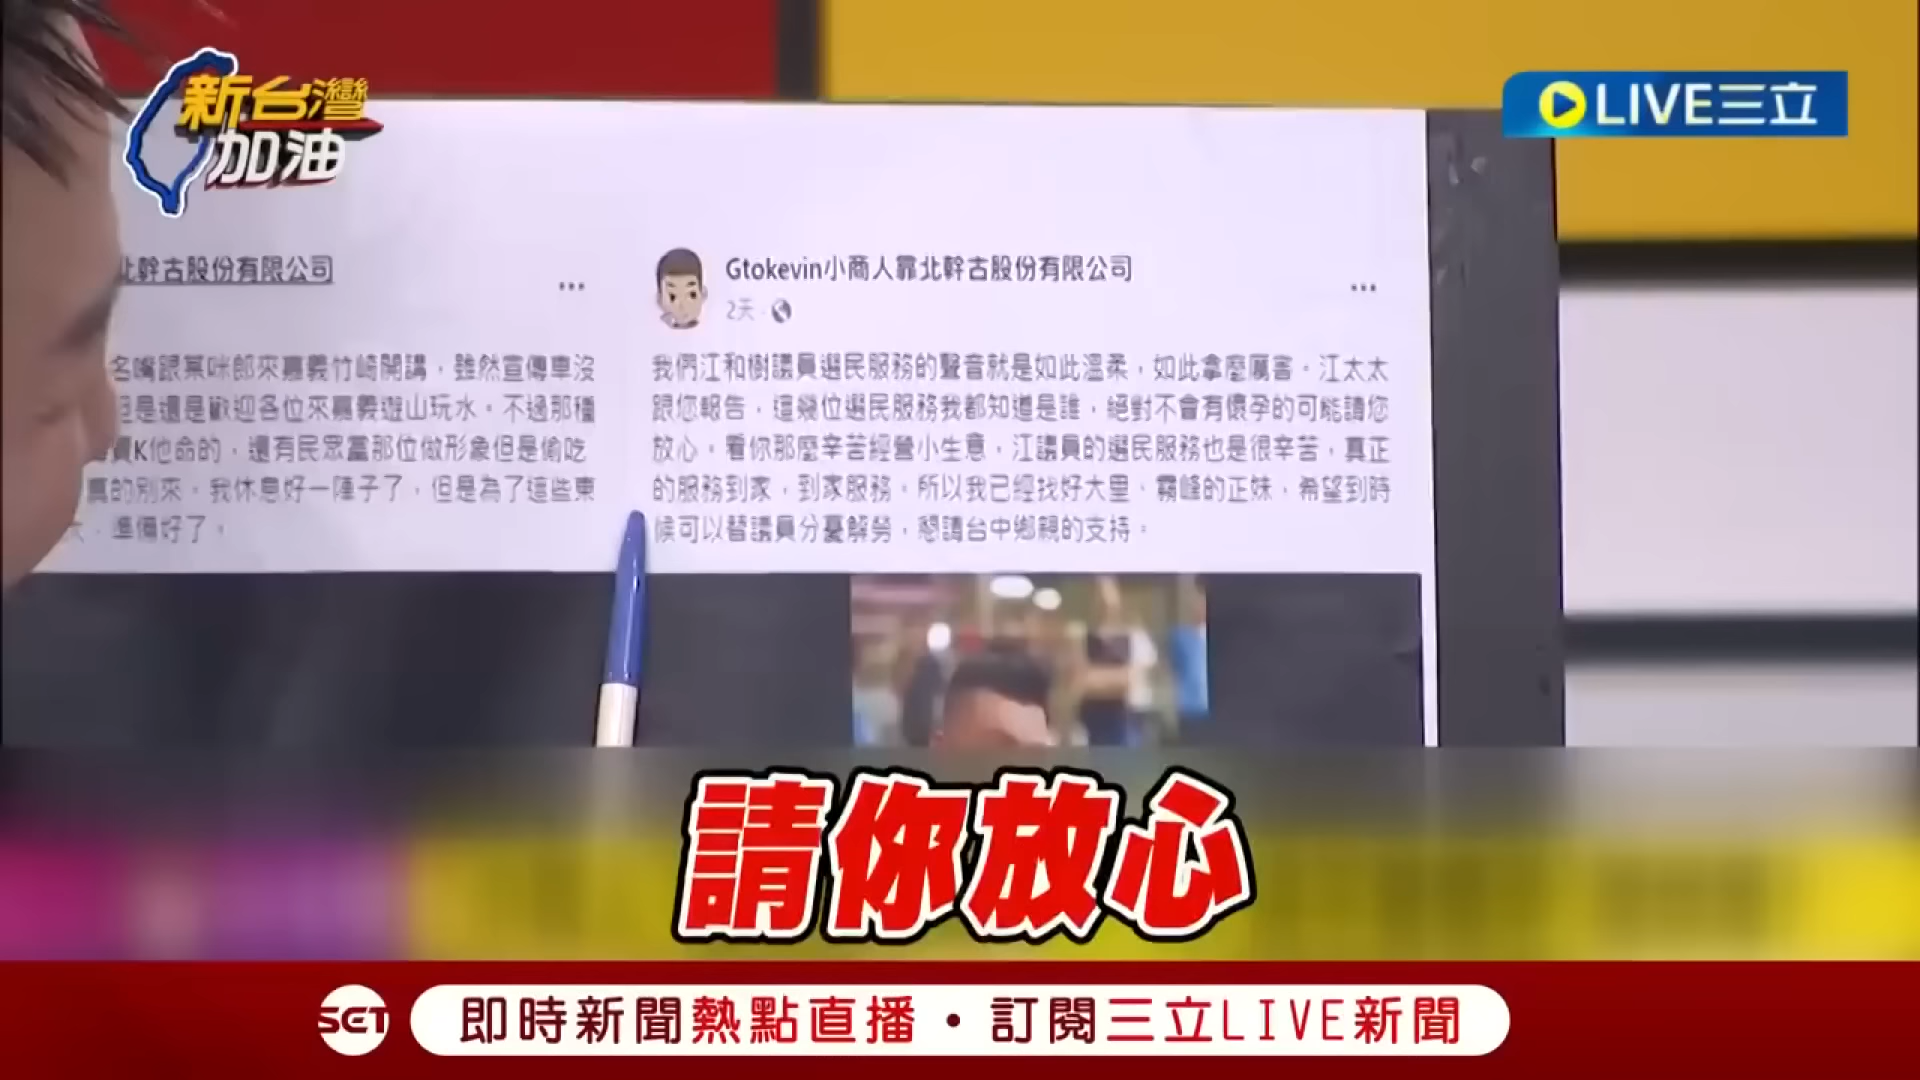 新台灣
加油
LIVE三立
北幹古股份有限公司
名嘴跟某咪郎來嘉義竹崎開講，雖然宣傳車沒
但是還是歡迎各位來嘉義遊山玩水。不過那種
費K他命的，還有民眾黨那位做形象但是偷吃
真的別來。我休息好一陣子了，但是為了這些東
準備好了。
Gtokevin小商人靠北幹古股份有限公司
2天
我們江和樹議員選民服務的聲音就是如此溫柔，如此拿麼厲害。江太太
跟您報告，這幾位選民服務我都知道是誰，絕對不會有懷孕的可能請您
放心，看你那麼辛苦經營小生意，江議員的選民服務也是很辛苦，真正
的服務到家，到家服務。所以我已經找好大里、霧峰的正妹，希望到時
候可以替議員分憂解勞，懇請台中鄉親的支持。
請你放心
SET
即時新聞熱點直播・訂閱三立LIVE新聞